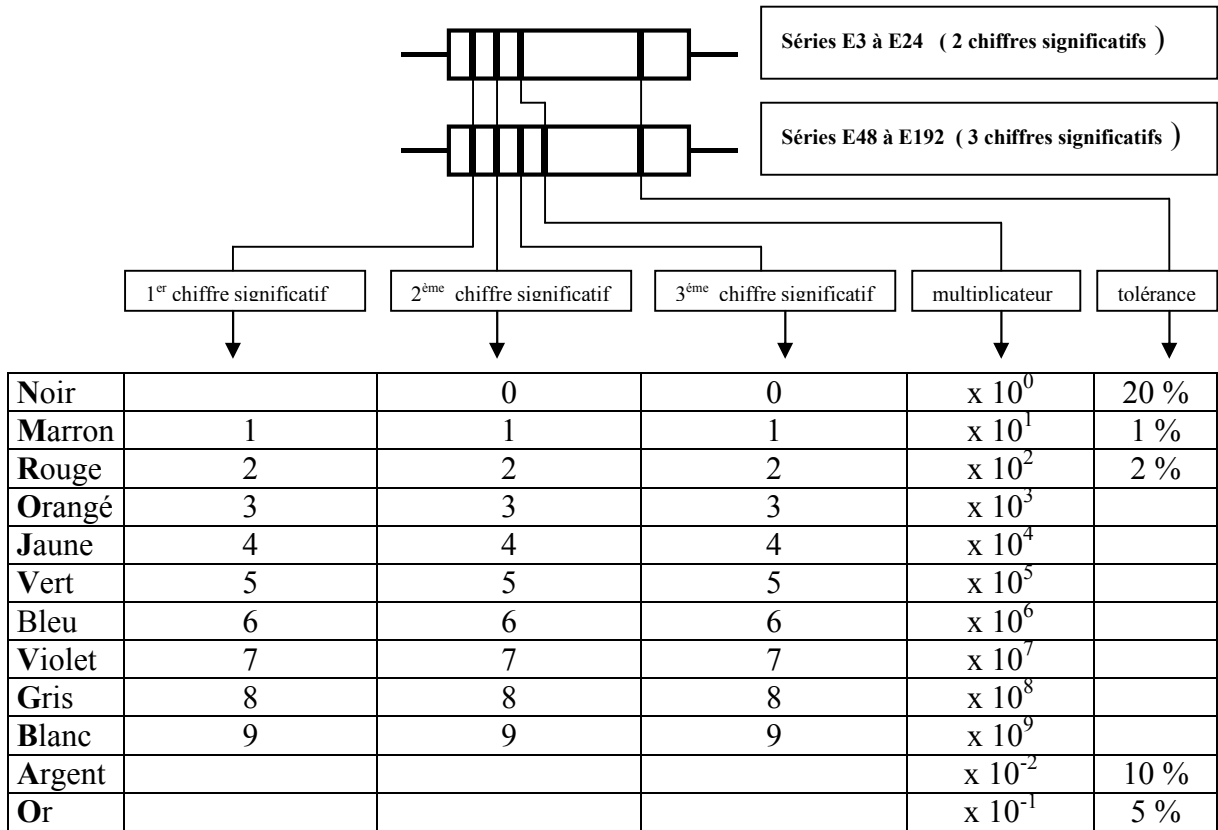 Séries E3 à E24 ( 2 chiffres significatifs )
Séries E48 à E192 ( 3 chiffres significatifs )
1er chiffre significatif 2ème chiffre significatif 3éme chiffre significatif multiplicateur tolérance
Noir 0 0 x 10^0 20 %
Marron 1 1 1 x 10^1 1 %
Rouge 2 2 2 x 10^2 2 %
Orangé 3 3 3 x 10^3
Jaune 4 4 4 x 10^4
Vert 5 5 5 x 10^5
Bleu 6 6 6 x 10^6
Violet 7 7 7 x 10^7
Gris 8 8 8 x 10^8
Blanc 9 9 9 x 10^9
Argent x 10^-2 10 %
Or x 10^-1 5 %